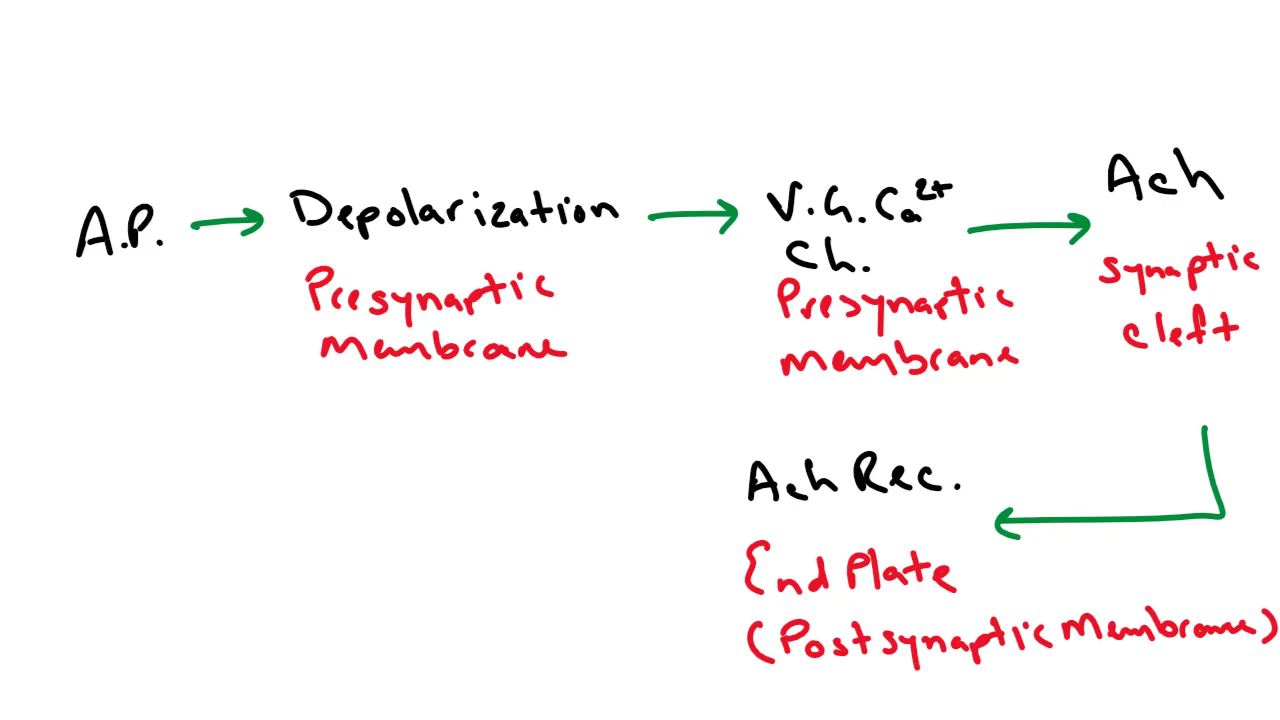 A.P.
Depolarization
Presynaptic
Membrane
V.G. Ca²⁺
Ch.
Presynaptic
membrane
Ach
synaptic
cleft
Ach Rec.
End Plate
(Postsynaptic Membrane)